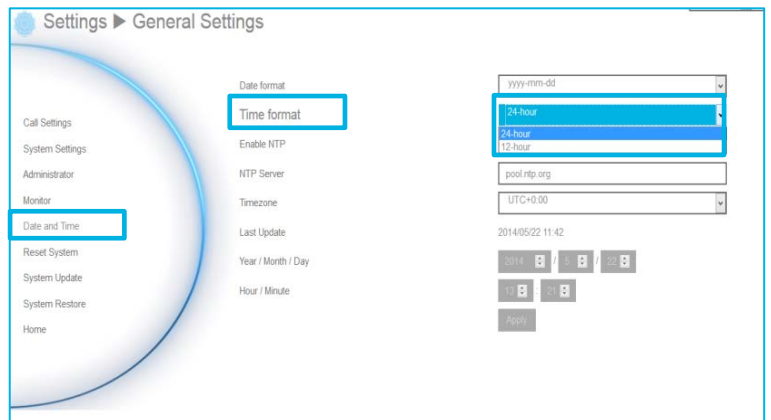 Settings ▶ General Settings
Call Settings
System Settings
Administrator
Monitor
Date and Time
Reset System
System Update
System Restore
Home
Date format
yyyy-mm-dd
Time format
24-hour
24-hour
12-hour
Enable NTP
NTP Server
pool.ntp.org
Timezone
UTC+0:00
Last Update
2014/05/22 11:42
Year / Month / Day
2014 / 5 / 22
Hour / Minute
13 : 21
Apply